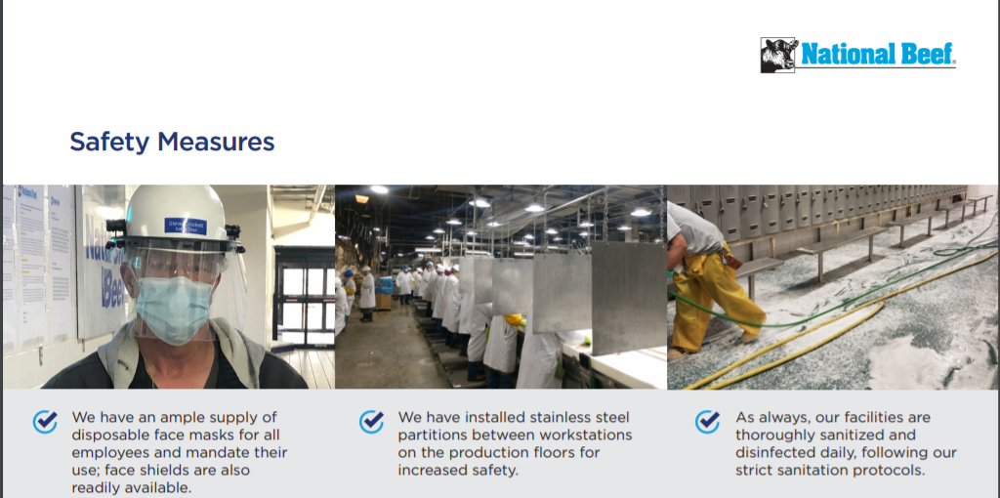 National Beef®
Safety Measures
National Beef
We have an ample supply of
disposable face masks for all
employees and mandate their
use; face shields are also
readily available.
We have installed stainless steel
partitions between workstations
on the production floors for
increased safety.
As always, our facilities are
thoroughly sanitized and
disinfected daily, following our
strict sanitation protocols.